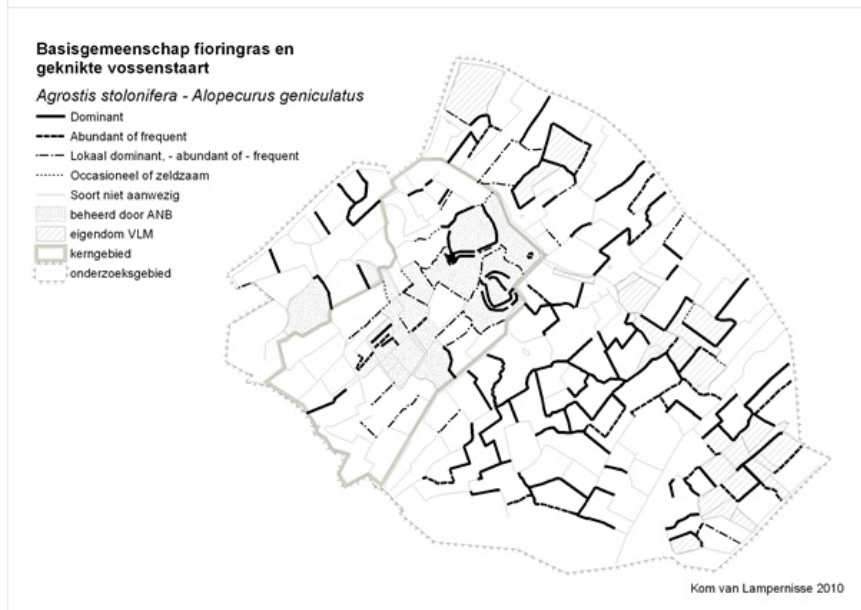 Basisgemeenschap fioringras en
geknikte vossenstaart
Agrostis stolonifera - Alopecurus geniculatus
Dominant
Abundant of frequent
Lokaal dominant, - abundant of - frequent
Occasioneel of zeldzaam
Soort niet aanwezig
beheerd door ANB
eigendom VLM
kerngebied
onderzoeksgebied
Kom van Lampernisse 2010